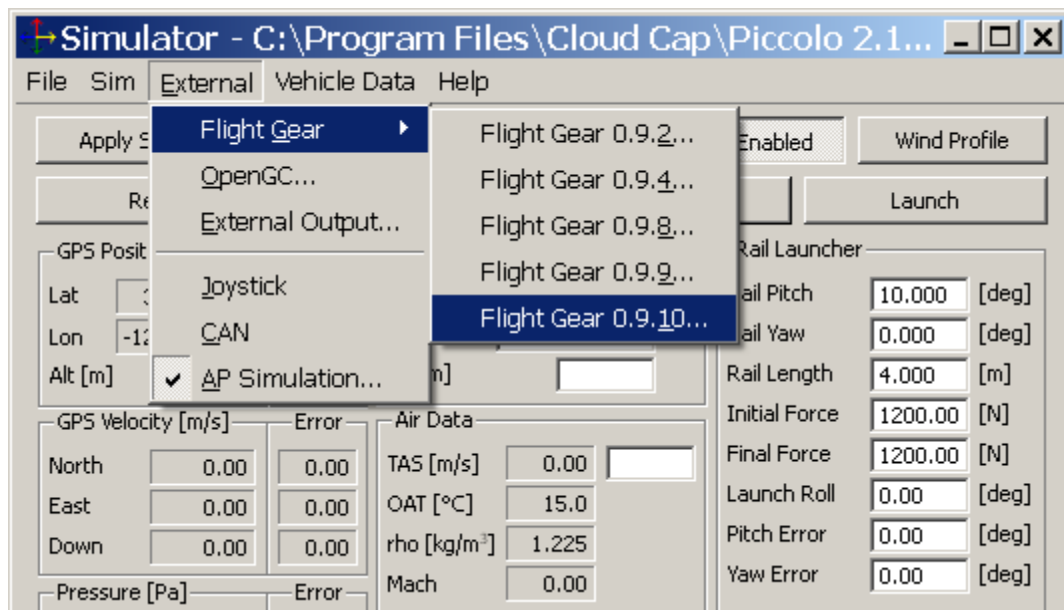 Simulator - C:\Program Files\Cloud Cap\Piccolo 2.1...
File Sim External Vehicle Data Help
Apply Enabled Wind Profile
Launch
Flight Gear
OpenGC...
External Output...
Joystick
CAN
AP Simulation...
Flight Gear 0.9.2...
Flight Gear 0.9.4...
Flight Gear 0.9.8...
Flight Gear 0.9.9...
Flight Gear 0.9.10...
GPS Posit
Lat
Lon -12
Alt [m]
Rail Launcher
Rail Pitch 10.000 [deg]
Rail Yaw 0.000 [deg]
Rail Length 4.000 [m]
Initial Force 1200.00 [N]
Final Force 1200.00 [N]
Launch Roll 0.00 [deg]
Pitch Error 0.00 [deg]
Yaw Error 0.00 [deg]
GPS Velocity [m/s] Error
North 0.00 0.00
East 0.00 0.00
Down 0.00 0.00
Air Data
TAS [m/s] 0.00
OAT [°C] 15.0
rho [kg/m³] 1.225
Mach 0.00
Pressure [Pa] Error